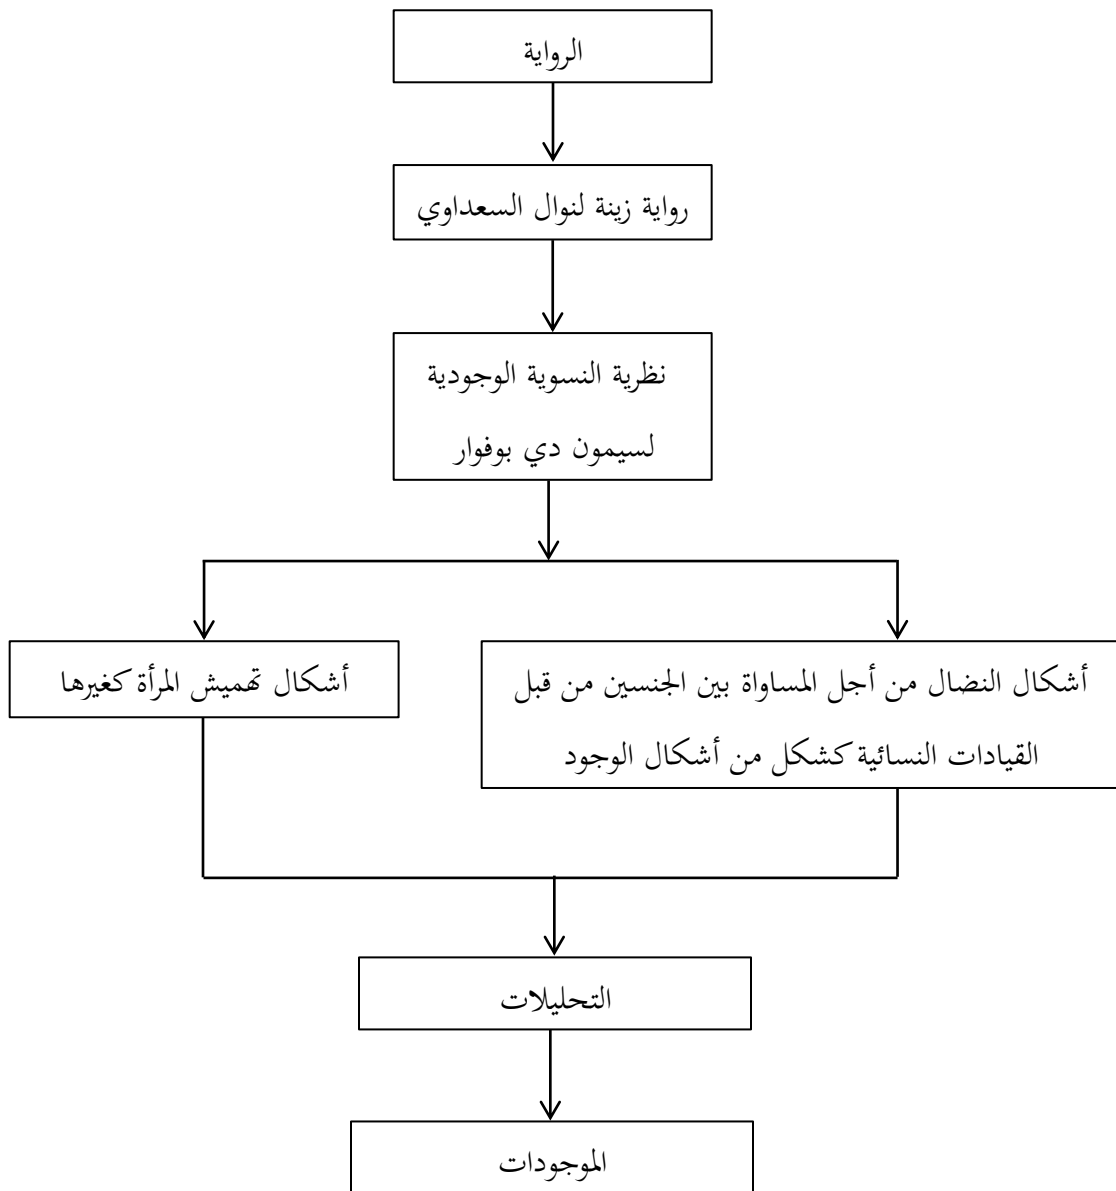 الرواية
رواية زينة لنوال السعداوي
نظرية النسوية الوجودية
لسيمون دي بوفوار
أشكال النضال من أجل المساواة بين الجنسين من قبل
القيادات النسائية كشكل من أشكال الوجود
أشكال تهميش المرأة كغيرها
التحليلات
الموجودات